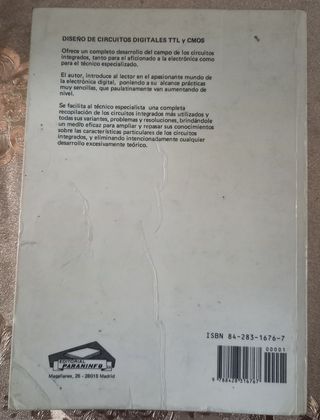 DISEÑO DE CIRCUITOS DIGITALES TTL y CMOS
Ofrece un completo desarrollo del campo de los circuitos
integrados, tanto para el aficionado a la electrónica como
para el técnico especializado.
El autor, introduce al lector en el apasionante mundo de
la electrónica digital, poniendo a su alcance prácticas
muy sencillas, que paulatinamente van aumentando de
nivel.
Se facilita al técnico especialista una completa
recopilación de los circuitos integrados más utilizados y
todas sus variantes, problemas y resoluciones, brindándole
un medio eficaz para ampliar y repasar sus conocimientos
sobre las características particulares de los circuitos
integrados, y eliminando intencionadamente cualquier
desarrollo excesivamente teórico.
ISBN 84-283-1676-7
00001
9 788428 316767
EDITORIAL
PARANINFO
Magallanes, 25 - 28015 Madrid